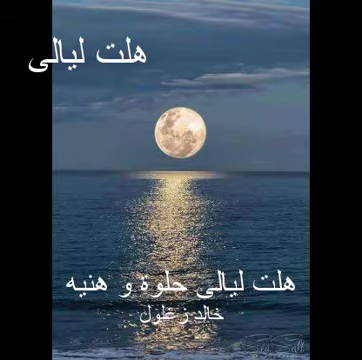 هلت ليالى
هلت ليالى حلوة و هنيه
خالد زغلول